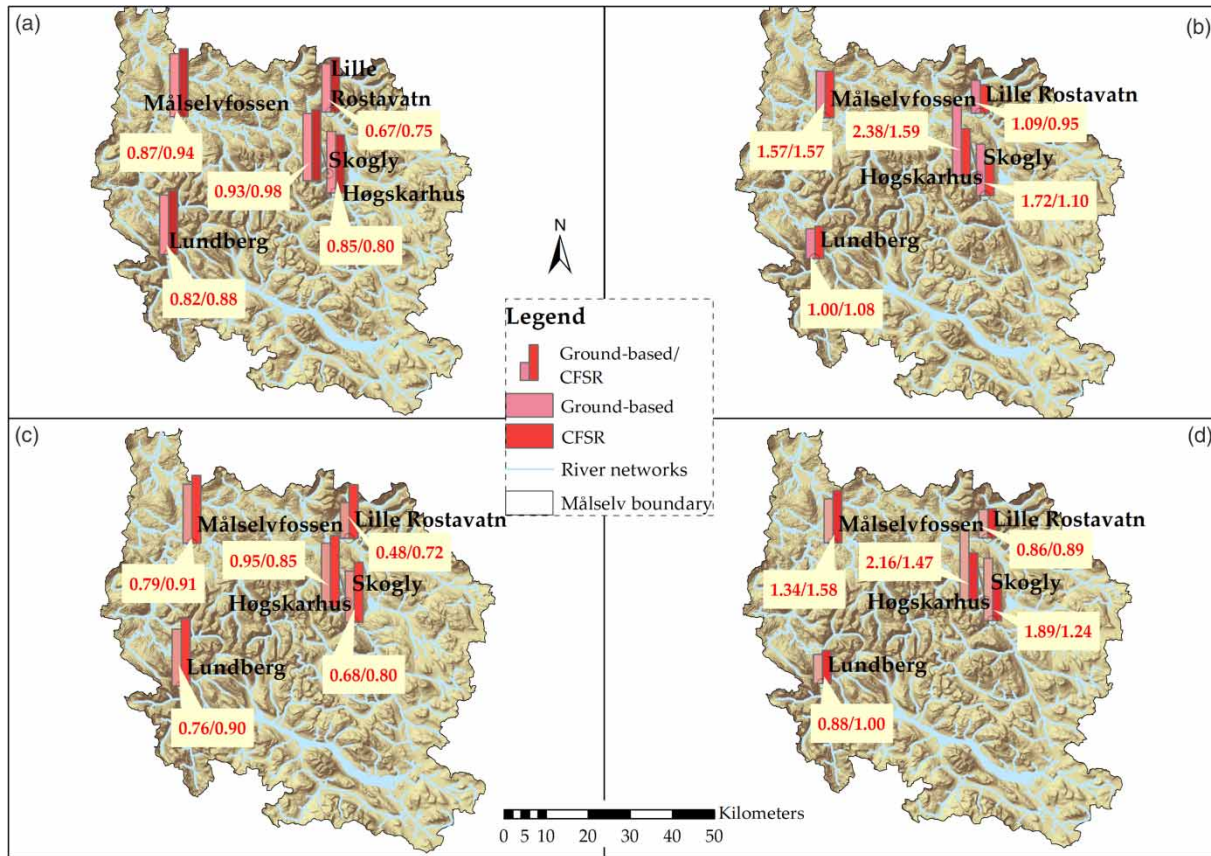 (a)
Lille
Målselvfossen
Rostavatn
0.67/0.75
0.87/0.94
Skogly
0.93/0.98
Høgskarhus
Lundberg
0.85/0.80
0.82/0.88
(b)
Målselvfossen
Lille Rostavatn
2.38/1.59
1.09/0.95
1.57/1.57
Skogly
Høgskarhus
1.72/1.10
Lundberg
1.00/1.08
N
Legend
Ground-based/
CFSR
Ground-based
CFSR
River networks
Målselv boundary
(c)
Målselvfossen
Lille Rostavatn
0.95/0.85
0.48/0.72
0.79/0.91
Skogly
Høgskarhus
Lundberg
0.68/0.80
0.76/0.90
(d)
Målselvfossen
Lille Rostavatn
2.16/1.47
0.86/0.89
1.34/1.58
Skogly
Høgskarhus
1.89/1.24
Lundberg
0.88/1.00
Kilometers
0 5 10 20 30 40 50